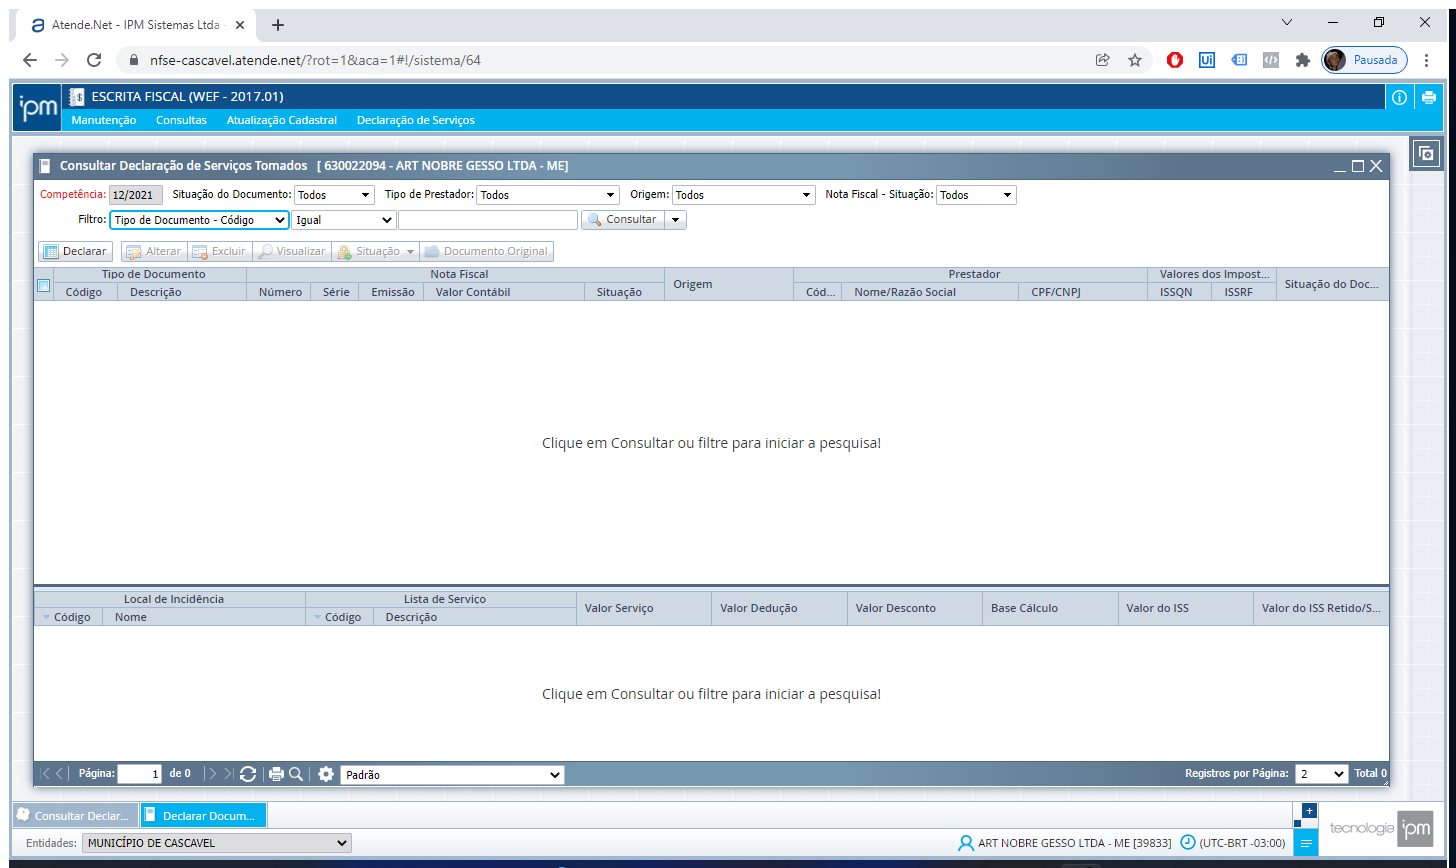 Atende.Net - IPM Sistemas Ltda
nfse-cascavel.atende.net/?rot=1&aca=1#!/sistema/64
Pausada
ipm
ESCRITA FISCAL (WEF - 2017.01)
Manutenção Consultas Atualização Cadastral Declaração de Serviços
Consultar Declaração de Serviços Tomados [ 630022094 - ART NOBRE GESSO LTDA - ME]
Competência: 12/2021 Situação do Documento: Todos Tipo de Prestador: Todos Origem: Todos Nota Fiscal - Situação: Todos
Filtro: Tipo de Documento - Código Igual Consultar
Declarar Alterar Excluir Visualizar Situação Documento Original
Tipo de Documento Nota Fiscal Origem Prestador Valores dos Impost... Situação do Doc...
Código Descrição Número Série Emissão Valor Contábil Situação Cód... Nome/Razão Social CPF/CNPJ ISSQN ISSRF
Clique em Consultar ou filtre para iniciar a pesquisa!
Local de Incidência Lista de Serviço Valor Serviço Valor Dedução Valor Desconto Base Cálculo Valor do ISS Valor do ISS Retido/S...
Código Nome Código Descrição
Clique em Consultar ou filtre para iniciar a pesquisa!
Página: 1 de 0 Padrão Registros por Página: 2 Total 0
Consultar Declar... Declarar Docum...
tecnologia ipm
Entidades: MUNICÍPIO DE CASCAVEL ART NOBRE GESSO LTDA - ME [39833] (UTC-BRT -03:00)